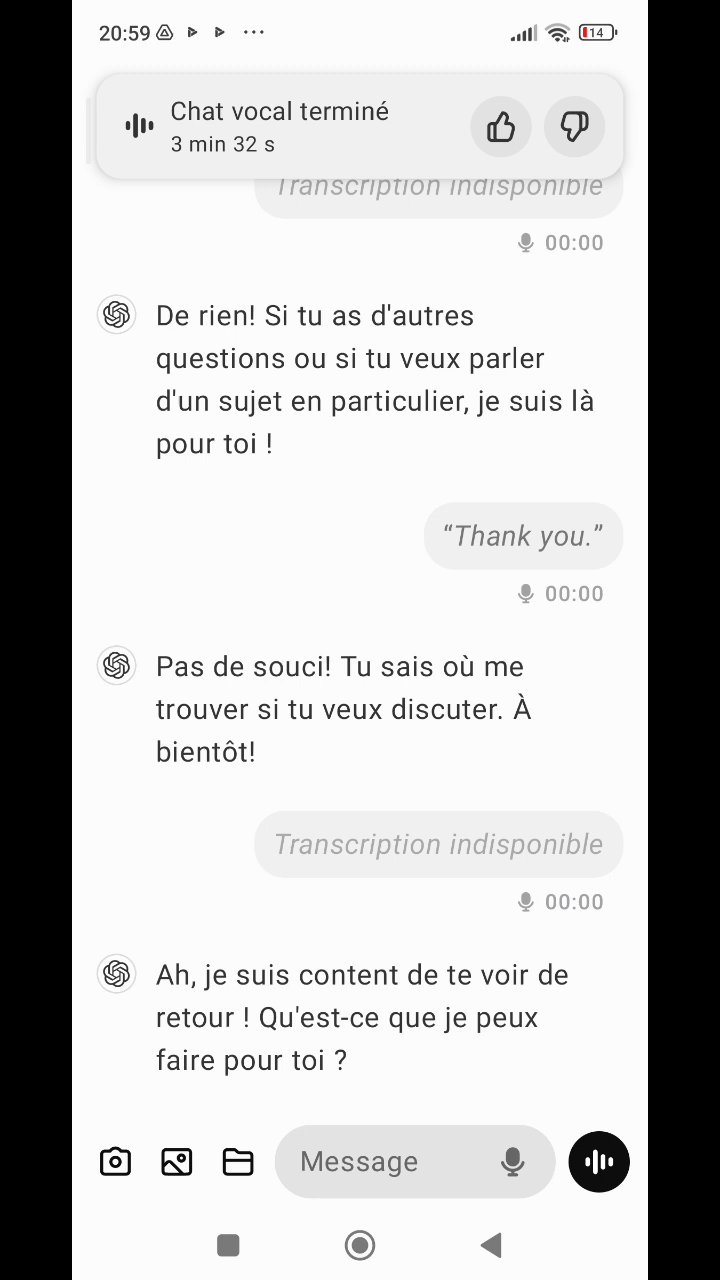 20:59
14
Chat vocal terminé
3 min 32 s
Transcription indisponible
00:00
De rien! Si tu as d'autres
questions ou si tu veux parler
d'un sujet en particulier, je suis là
pour toi !
“Thank you.”
00:00
Pas de souci! Tu sais où me
trouver si tu veux discuter. À
bientôt!
Transcription indisponible
00:00
Ah, je suis content de te voir de
retour ! Qu'est-ce que je peux
faire pour toi ?
Message